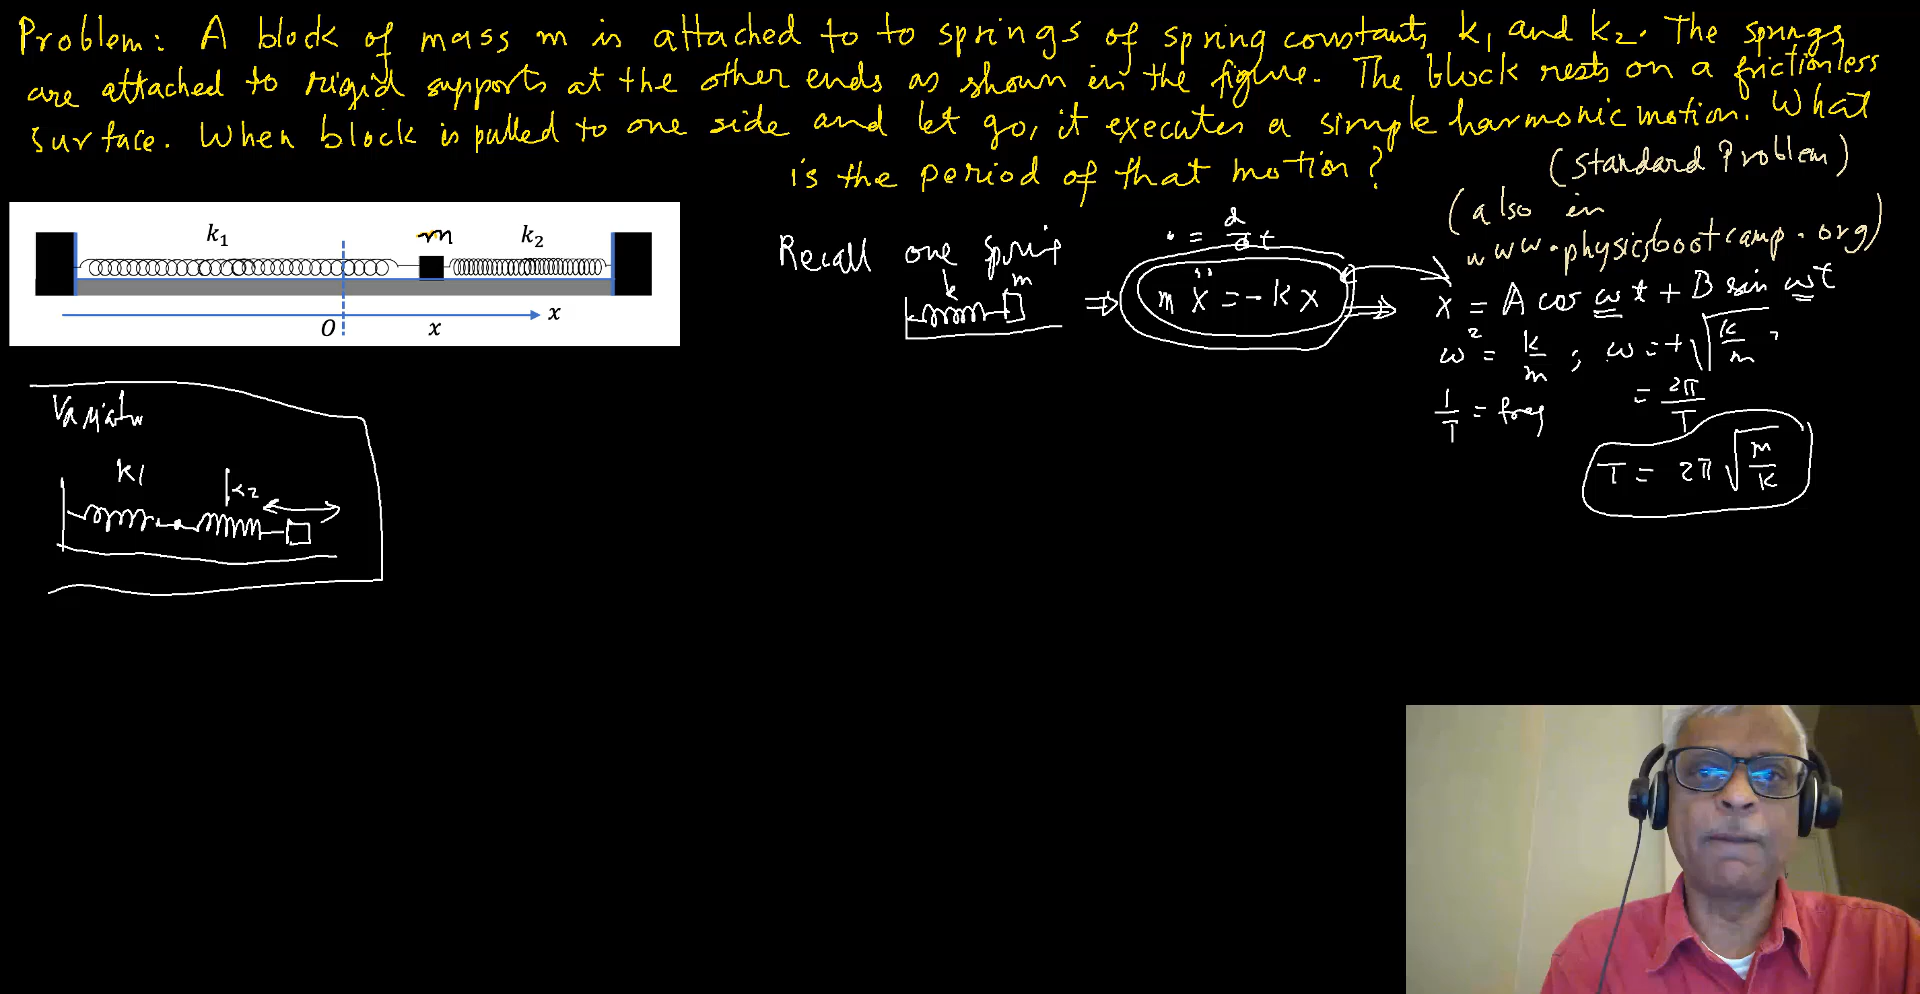 Problem: A block of mass m is attached to to springs of spring constants k₁ and k₂. The springs
are attached to rigid supports at the other ends as shown in the figure. The block rests on a frictionless
surface. When block is pulled to one side and let go, it executes a simple harmonic motion. What
is the period of that motion?
(Standard Problem)
(also in
www.physicsbootcamp.org)
k₁ m k₂
O x x
Recall one
k m
m ẍ = - k x
x = A cos ωt + B sin ωt
ω² = k/m ; ω = +√(k/m)
= 2π/T
1/T = freq
T = 2π √(m/k)
k₁
k₂